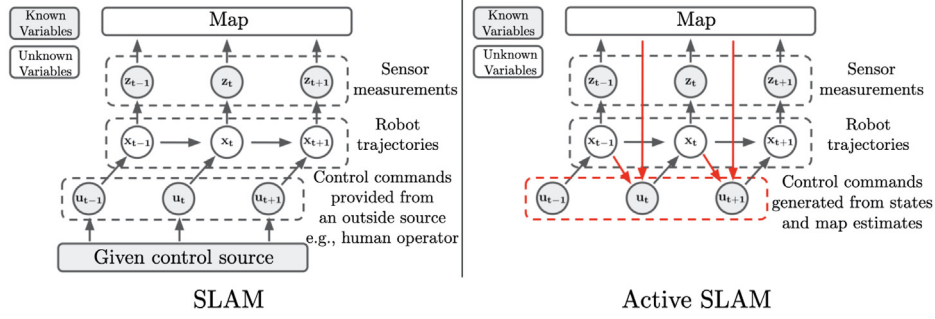 Known
Variables
Unknown
Variables
Map
z_{t-1}
z_t
z_{t+1}
Sensor
measurements
x_{t-1}
x_t
x_{t+1}
Robot
trajectories
u_{t-1}
u_t
u_{t+1}
Control commands
provided from
an outside source
e.g., human operator
Given control source
SLAM
Known
Variables
Unknown
Variables
Map
z_{t-1}
z_t
z_{t+1}
Sensor
measurements
x_{t-1}
x_t
x_{t+1}
Robot
trajectories
u_{t-1}
u_t
u_{t+1}
Control commands
generated from states
and map estimates
Active SLAM